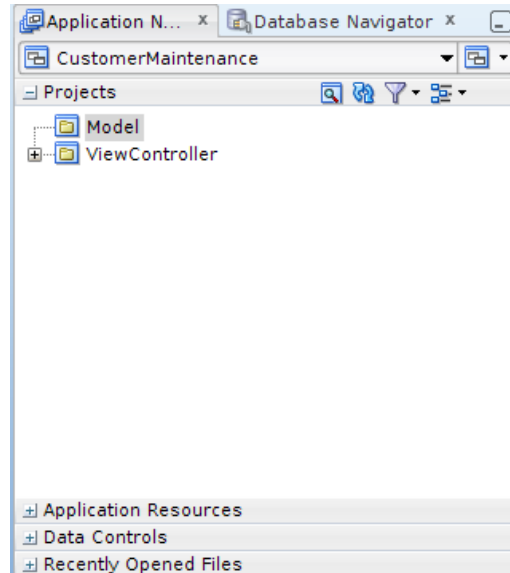 Application N... x Database Navigator x
CustomerMaintenance
Projects
Model
ViewController
Application Resources
Data Controls
Recently Opened Files